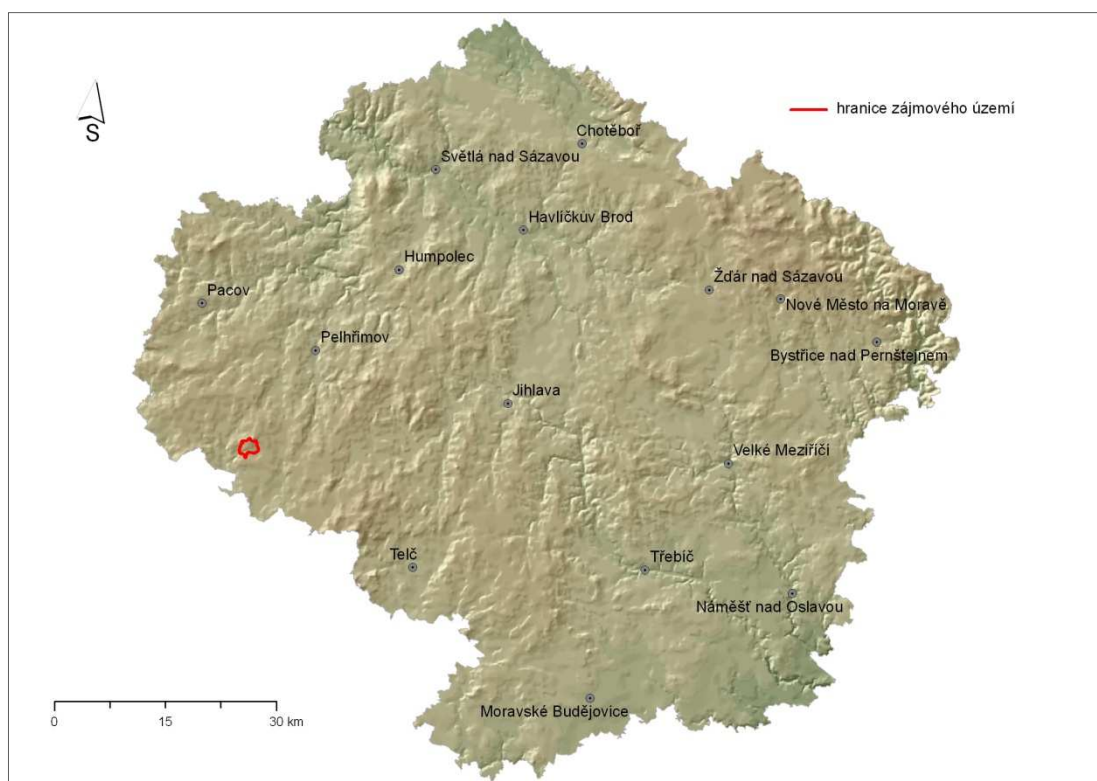 S
hranice zájmového území
Chotěboř
Světlá nad Sázavou
Havlíčkův Brod
Humpolec
Žďár nad Sázavou
Pacov
Nové Město na Moravě
Pelhřimov
Bystřice nad Pernštejnem
Jihlava
Velké Meziříčí
Telč
Třebíč
Náměšť nad Oslavou
Moravské Budějovice
0 15 30 km